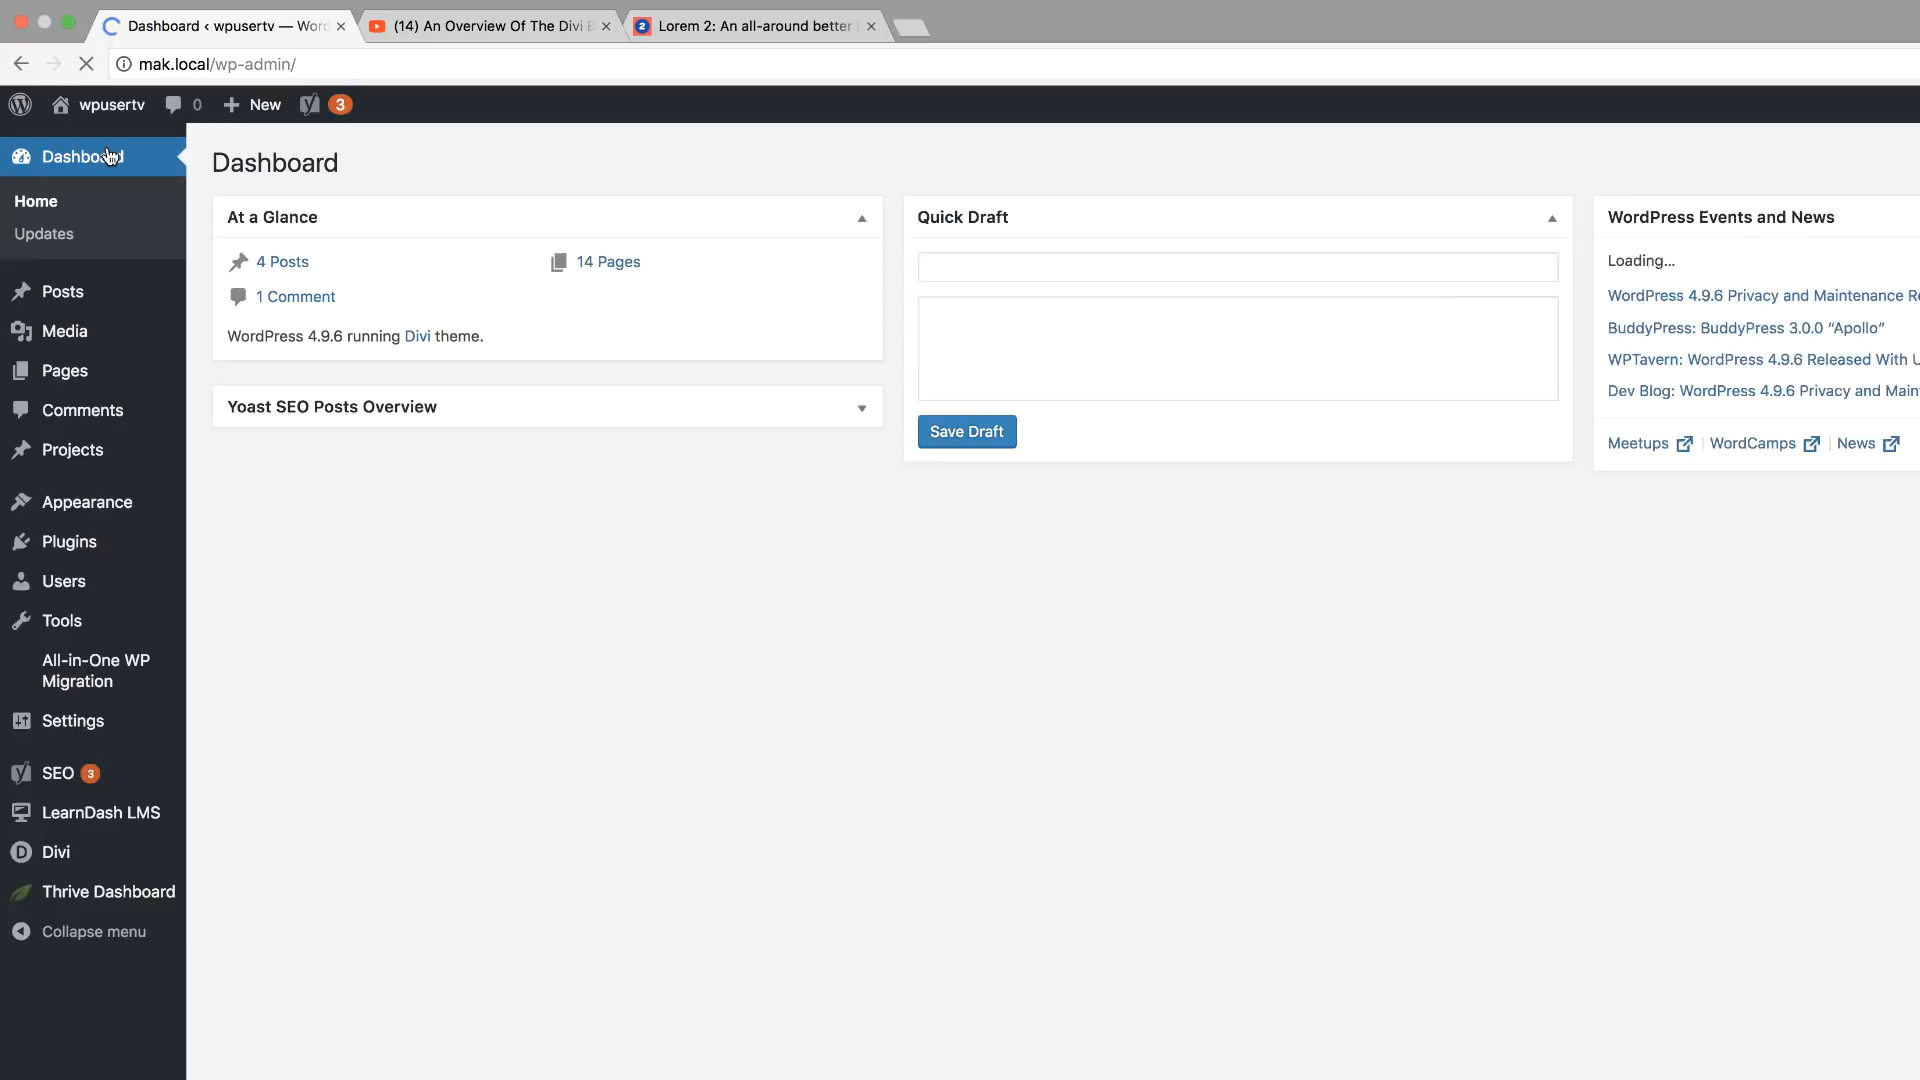 Dashboard ‹ wpusertv — Word
(14) An Overview Of The Divi B
Lorem 2: An all-around better l
mak.local/wp-admin/
wpusertv
0
New
3
Dashboard
Home
Updates
Posts
Media
Pages
Comments
Projects
Appearance
Plugins
Users
Tools
All-in-One WP
Migration
Settings
SEO 3
LearnDash LMS
Divi
Thrive Dashboard
Collapse menu
Dashboard
At a Glance
4 Posts
14 Pages
1 Comment
WordPress 4.9.6 running Divi theme.
Yoast SEO Posts Overview
Quick Draft
Save Draft
WordPress Events and News
Loading...
WordPress 4.9.6 Privacy and Maintenance Re
BuddyPress: BuddyPress 3.0.0 “Apollo”
WPTavern: WordPress 4.9.6 Released With U
Dev Blog: WordPress 4.9.6 Privacy and Main
Meetups | WordCamps | News